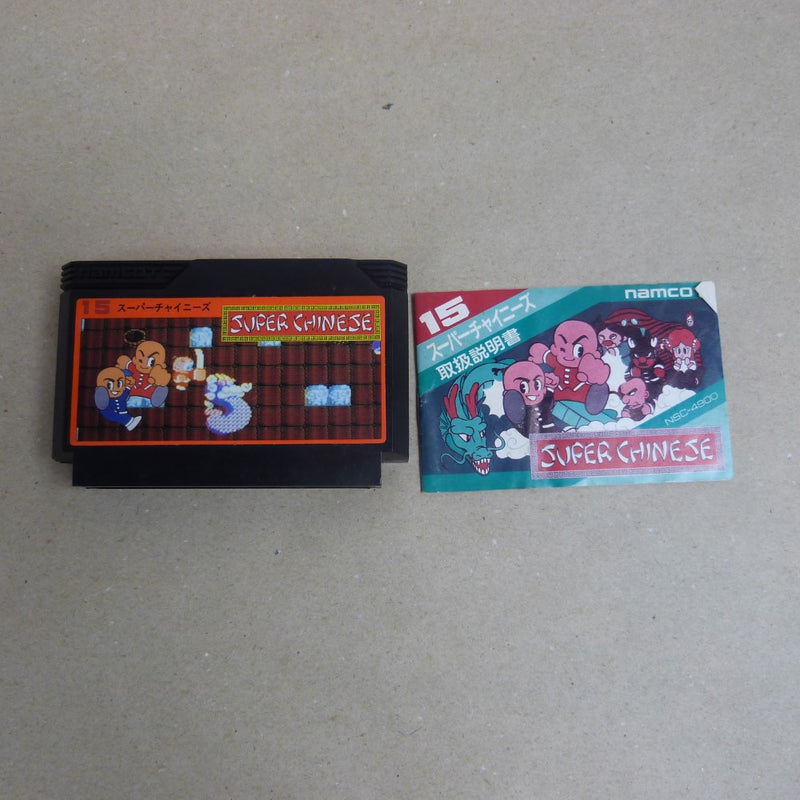 namcot
15 スーパーチャイニーズ
SUPER CHINESE
namco
15
スーパーチャイニーズ
取扱説明書
NSC-4900
SUPER CHINESE